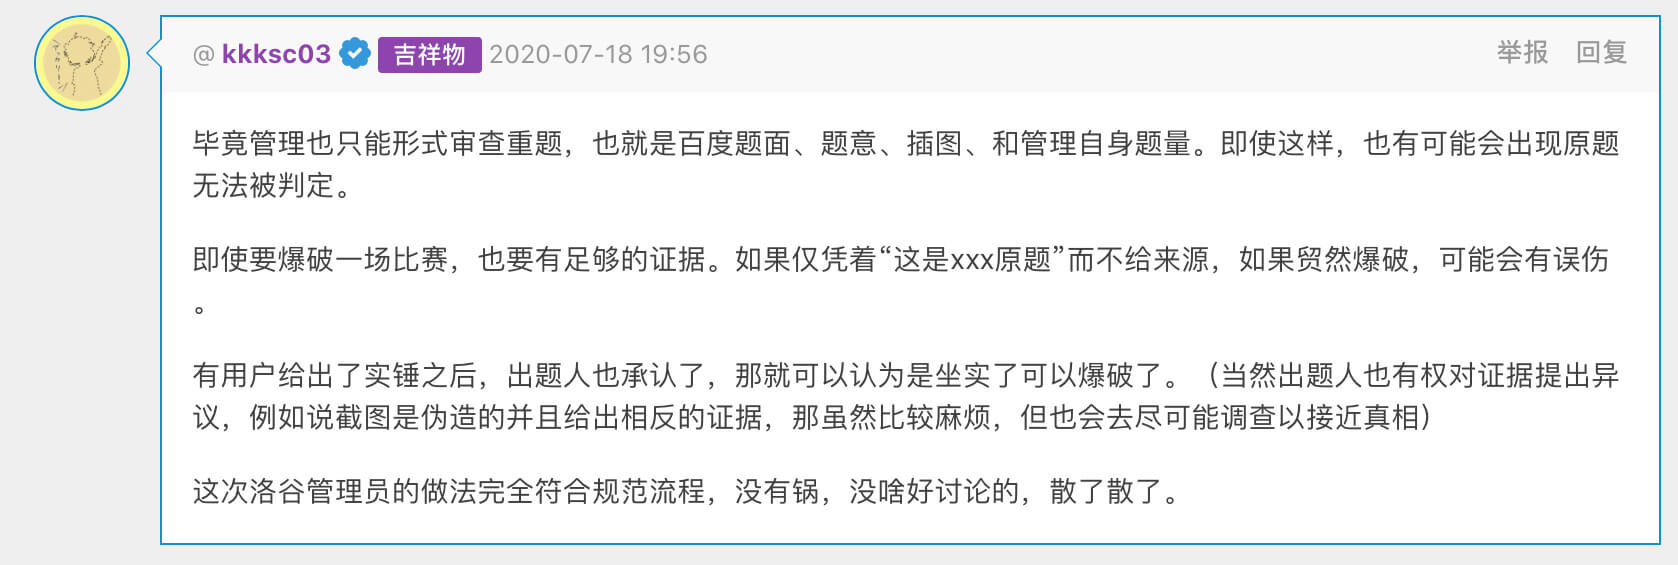 @ kkksc03 吉祥物 2020-07-18 19:56 举报 回复
毕竟管理也只能形式审查重题，也就是百度题面、题意、插图、和管理自身题量。即使这样，也有可能会出现原题
无法被判定。
即使要爆破一场比赛，也要有足够的证据。如果仅凭着“这是xxx原题”而不给来源，如果贸然爆破，可能会有误伤
。
有用户给出了实锤之后，出题人也承认了，那就可以认为是坐实了可以爆破了。（当然出题人也有权对证据提出异
议，例如说截图是伪造的并且给出相反的证据，那虽然比较麻烦，但也会去尽可能调查以接近真相）
这次洛谷管理员的做法完全符合规范流程，没有锅，没啥好讨论的，散了散了。